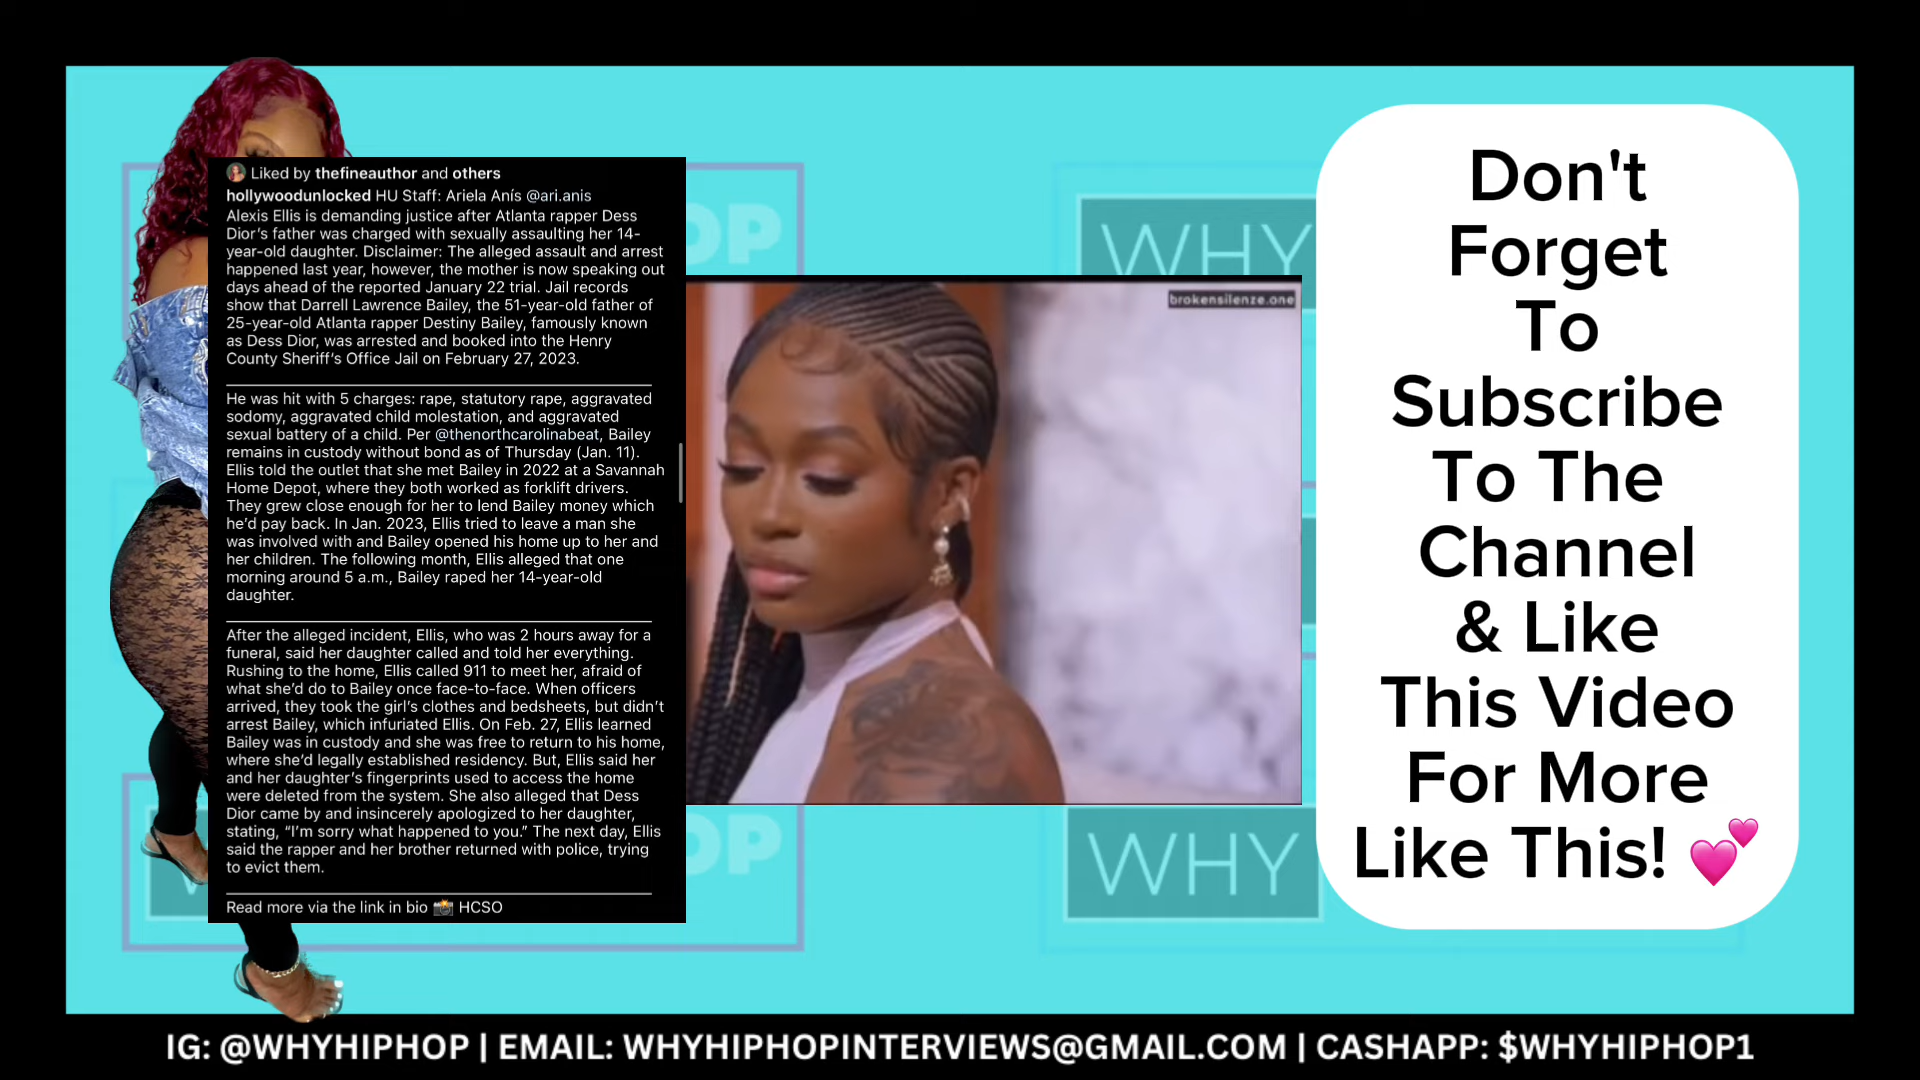 Liked by thefineauthor and others
hollywoodunlocked HU Staff: Ariela Anís @ari.anis
Alexis Ellis is demanding justice after Atlanta rapper Dess
Dior's father was charged with sexually assaulting her 14-
year-old daughter. Disclaimer: The alleged assault and arrest
happened last year, however, the mother is now speaking out
days ahead of the reported January 22 trial. Jail records
show that Darrell Lawrence Bailey, the 51-year-old father of
25-year-old Atlanta rapper Destiny Bailey, famously known
as Dess Dior, was arrested and booked into the Henry
County Sheriff's Office Jail on February 27, 2023.
He was hit with 5 charges: rape, statutory rape, aggravated
sodomy, aggravated child molestation, and aggravated
sexual battery of a child. Per @thenorthcarolinabeat, Bailey
remains in custody without bond as of Thursday (Jan. 11).
Ellis told the outlet that she met Bailey in 2022 at a Savannah
Home Depot, where they both worked as forklift drivers.
They grew close enough for her to lend Bailey money which
he'd pay back. In Jan. 2023, Ellis tried to leave a man she
was involved with and Bailey opened his home up to her and
her children. The following month, Ellis alleged that one
morning around 5 a.m., Bailey raped her 14-year-old
daughter.
After the alleged incident, Ellis, who was 2 hours away for a
funeral, said her daughter called and told her everything.
Rushing to the home, Ellis called 911 to meet her, afraid of
what she'd do to Bailey once face-to-face. When officers
arrived, they took the girl's clothes and bedsheets, but didn't
arrest Bailey, which infuriated Ellis. On Feb. 27, Ellis learned
Bailey was in custody and she was free to return to his home,
where she'd legally established residency. But, Ellis said her
and her daughter's fingerprints used to access the home
were deleted from the system. She also alleged that Dess
Dior came by and insincerely apologized to her daughter,
stating, "I'm sorry what happened to you." The next day, Ellis
said the rapper and her brother returned with police, trying
to evict them.
Read more via the link in bio 📸 HCSO
OP
WHY
brokensilenze.one
OP
WHY
Don't
Forget
To
Subscribe
To The
Channel
& Like
This Video
For More
Like This! 💕
IG: @WHYHIPHOP | EMAIL: WHYHIPHOPINTERVIEWS@GMAIL.COM | CASHAPP: $WHYHIPHOP1